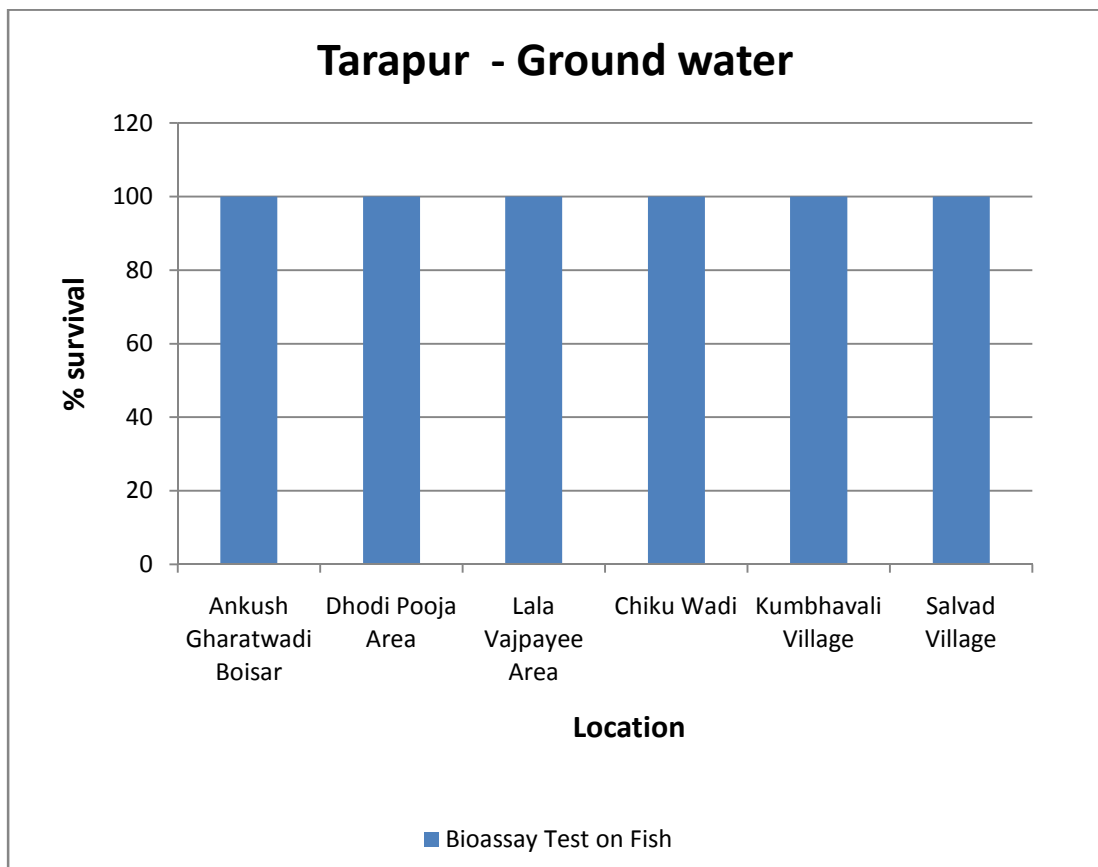 Tarapur - Ground water
120
100
80
60
40
20
0
% survival
Ankush
Gharatwadi
Boisar
Dhodi Pooja
Area
Lala
Vajpayee
Area
Chiku Wadi
Kumbhavali
Village
Salvad
Village
Location
Bioassay Test on Fish